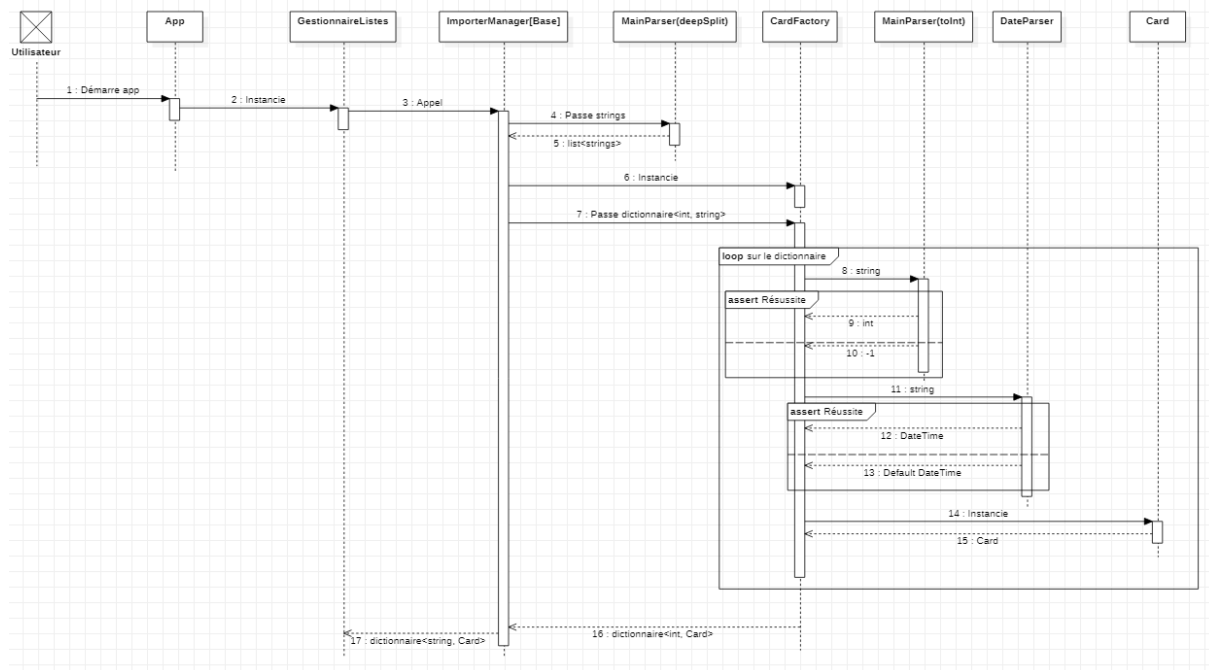 Utilisateur
App
GestionnaireListes
ImporterManager[Base]
MainParser(deepSplit)
CardFactory
MainParser(toInt)
DateParser
Card
1 : Démarre app
2 : Instancie
3 : Appel
4 : Passe strings
5 : list<strings>
6 : Instancie
7 : Passe dictionnaire<int, string>
loop sur le dictionnaire
8 : string
assert Résussite
9 : int
10 : -1
11 : string
assert Réussite
12 : DateTime
13 : Default DateTime
14 : Instancie
15 : Card
16 : dictionnaire<int, Card>
17 : dictionnaire<string, Card>